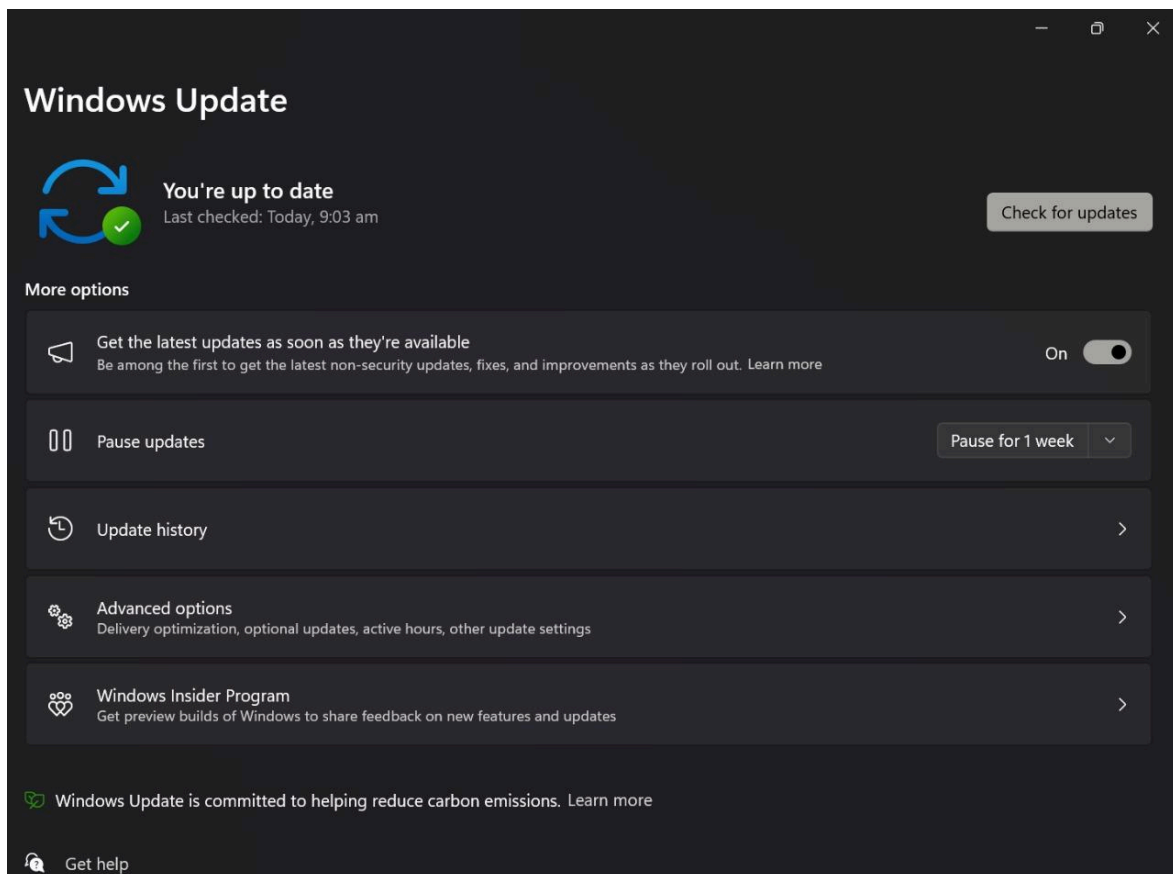 Windows Update
You're up to date
Last checked: Today, 9:03 am
Check for updates
More options
Get the latest updates as soon as they're available
Be among the first to get the latest non-security updates, fixes, and improvements as they roll out. Learn more
On
Pause updates
Pause for 1 week
Update history
Advanced options
Delivery optimization, optional updates, active hours, other update settings
Windows Insider Program
Get preview builds of Windows to share feedback on new features and updates
Windows Update is committed to helping reduce carbon emissions. Learn more
Get help